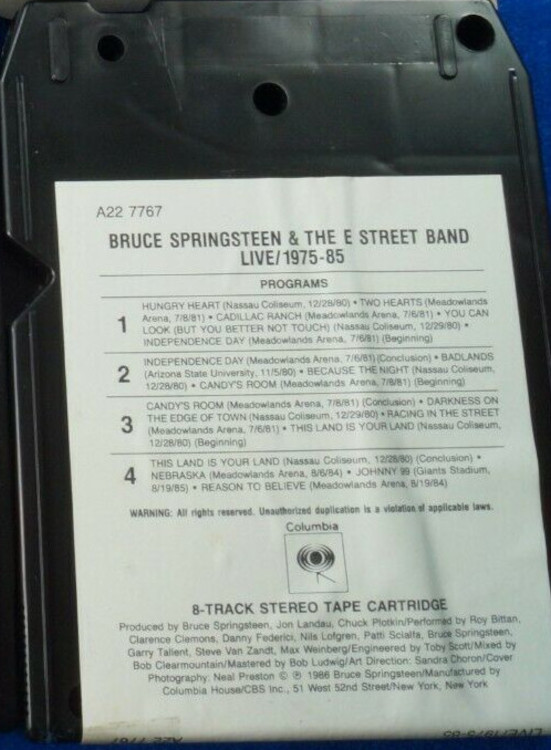 A22 7767
BRUCE SPRINGSTEEN & THE E STREET BAND
LIVE/1975-85
PROGRAMS
1
HUNGRY HEART (Nassau Coliseum, 12/28/80) • TWO HEARTS (Meadowlands
Arena, 7/8/81) • CADILLAC RANCH (Meadowlands Arena, 7/6/81) • YOU CAN
LOOK (BUT YOU BETTER NOT TOUCH) (Nassau Coliseum, 12/29/80) •
INDEPENDENCE DAY (Meadowlands Arena, 7/6/81) (Beginning)
2
INDEPENDENCE DAY (Meadowlands Arena, 7/6/81) (Conclusion) • BADLANDS
(Arizona State University, 11/5/80) • BECAUSE THE NIGHT (Nassau Coliseum,
12/28/80) • CANDY'S ROOM (Meadowlands Arena, 7/8/81) (Beginning)
3
CANDY'S ROOM (Meadowlands Arena, 7/8/81) (Conclusion) • DARKNESS ON
THE EDGE OF TOWN (Nassau Coliseum, 12/29/80) • RACING IN THE STREET
(Meadowlands Arena, 7/6/81) • THIS LAND IS YOUR LAND (Nassau Coliseum,
12/28/80) (Beginning)
4
THIS LAND IS YOUR LAND (Nassau Coliseum, 12/28/80) (Conclusion) •
NEBRASKA (Meadowlands Arena, 8/6/84) • JOHNNY 99 (Giants Stadium,
8/19/85) • REASON TO BELIEVE (Meadowlands Arena, 8/19/84)
WARNING: All rights reserved. Unauthorized duplication is a violation of applicable laws.
Columbia
8-TRACK STEREO TAPE CARTRIDGE
Produced by Bruce Springsteen, Jon Landau, Chuck Plotkin/Performed by Roy Bittan,
Clarence Clemons, Danny Federici, Nils Lofgren, Patti Scialfa, Bruce Springsteen,
Garry Tallent, Steve Van Zandt, Max Weinberg/Engineered by Toby Scott/Mixed by
Bob Clearmountain/Mastered by Bob Ludwig/Art Direction: Sandra Choron/Cover
Photography: Neal Preston © ℗ 1986 Bruce Springsteen/Manufactured by
Columbia House/CBS Inc., 51 West 52nd Street/New York, New York
A22 7767
LIVE/1975-85